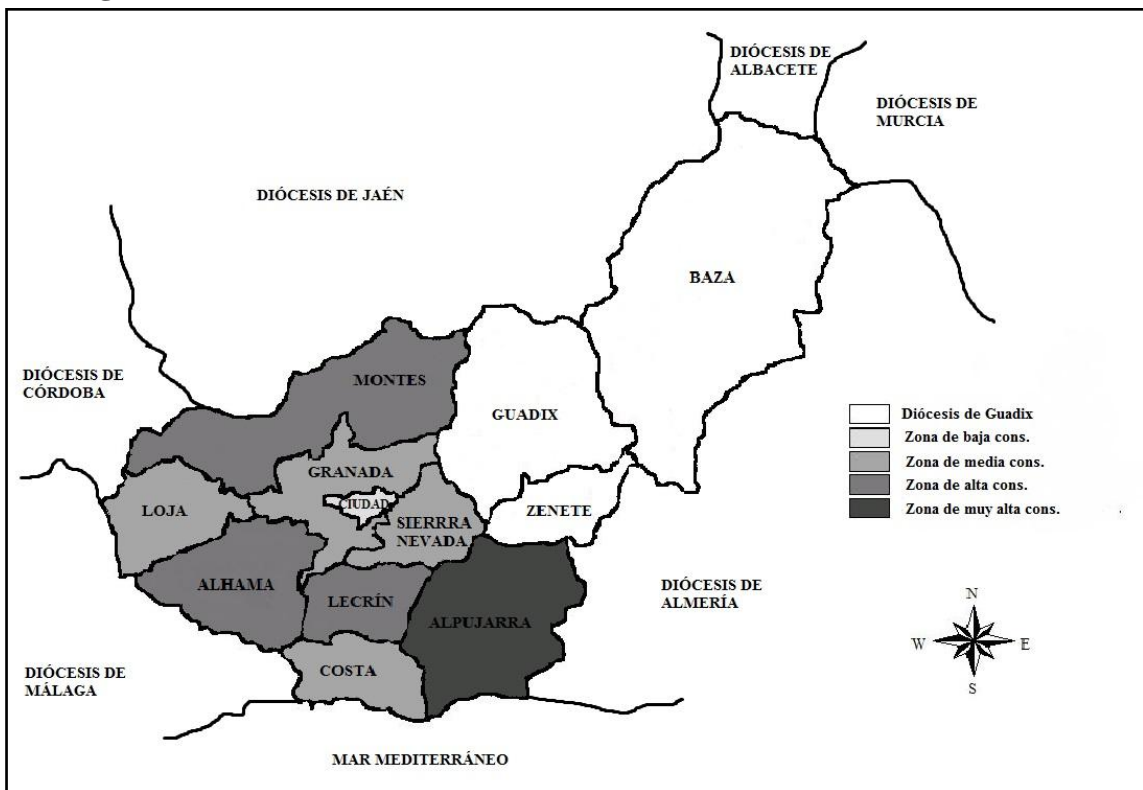 DIÓCESIS DE
ALBACETE
DIÓCESIS DE
MURCIA
DIÓCESIS DE JAÉN
BAZA
DIÓCESIS DE
CÓRDOBA
MONTES
GUADIX
GRANADA
CIUDAD
LOJA
SIERRRA
NEVADA
ZENETE
ALHAMA
LECRÍN
ALPUJARRA
COSTA
DIÓCESIS DE
ALMERÍA
DIÓCESIS DE
MÁLAGA
MAR MEDITERRÁNEO
Diócesis de Guadix
Zona de baja cons.
Zona de media cons.
Zona de alta cons.
Zona de muy alta cons.
N
W E
S